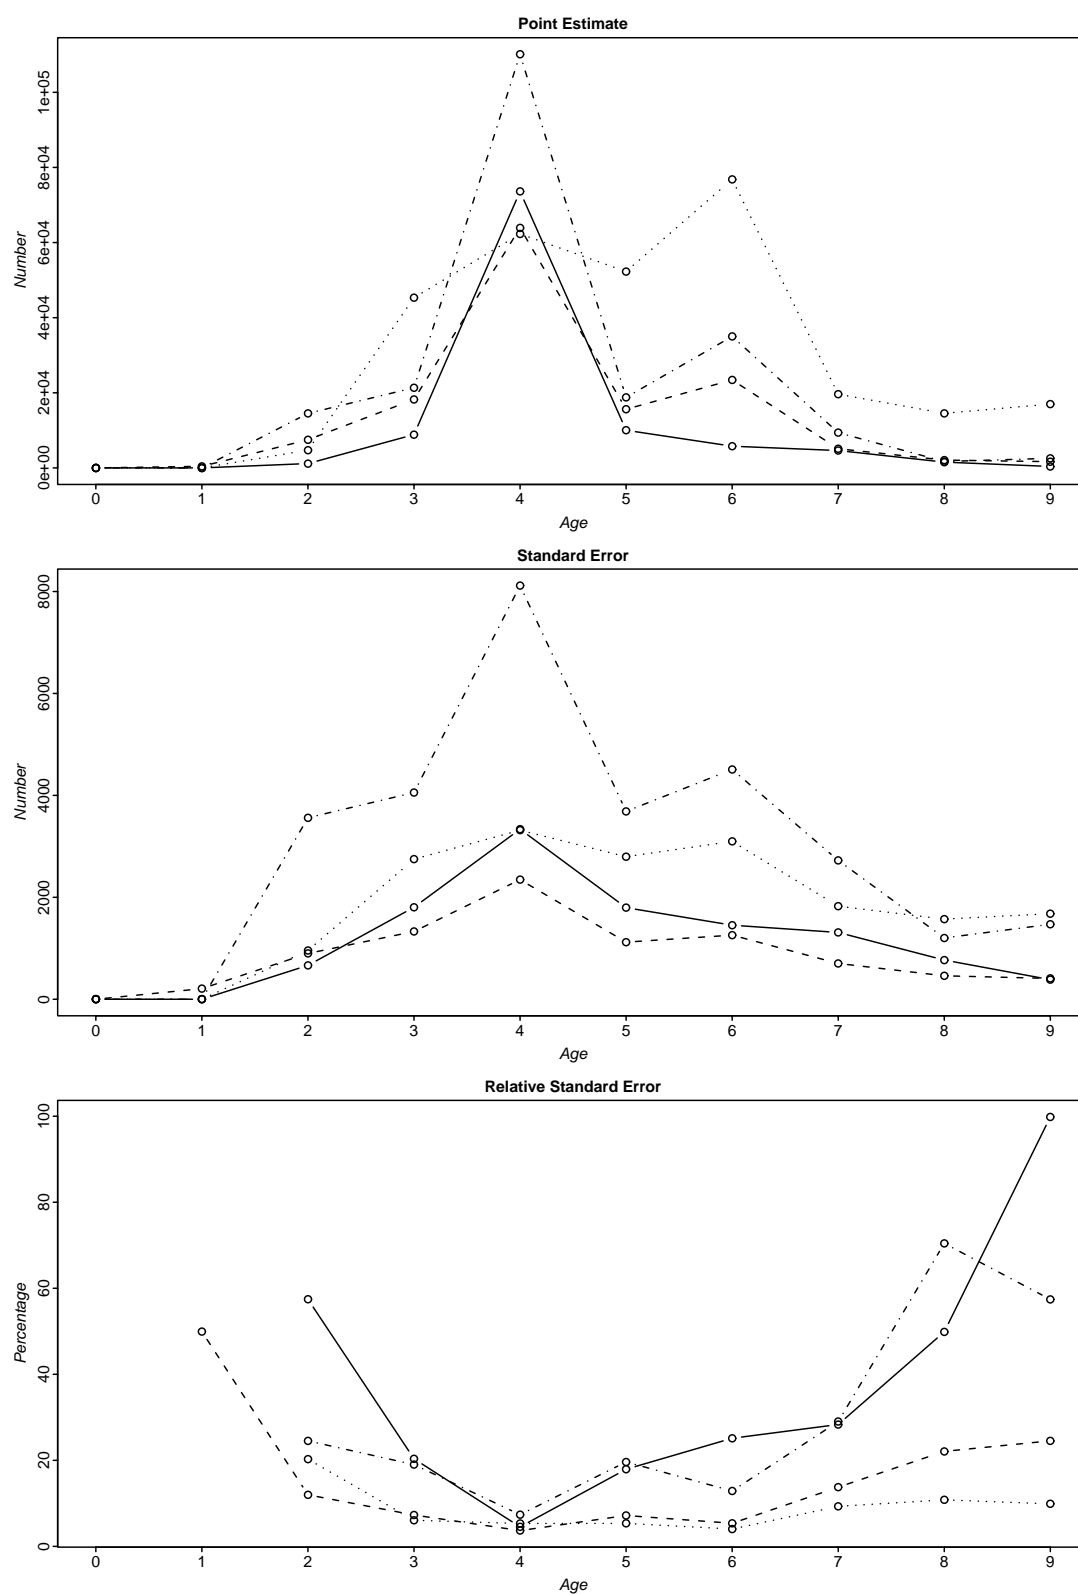 Point Estimate
1e+05
8e+04
6e+04
4e+04
2e+04
0e+00
Number
0 1 2 3 4 5 6 7 8 9
Age
Standard Error
8000
6000
4000
2000
0
Number
0 1 2 3 4 5 6 7 8 9
Age
Relative Standard Error
100
80
60
40
20
0
Percentage
0 1 2 3 4 5 6 7 8 9
Age